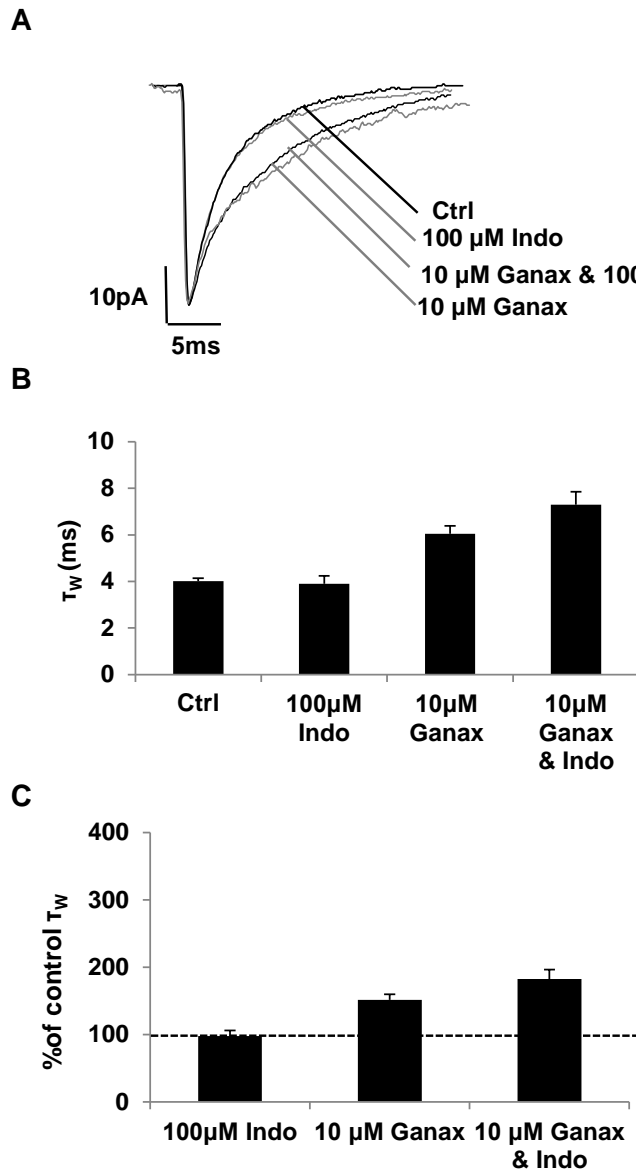 A
Ctrl
100 µM Indo
10 µM Ganax & 100
10 µM Ganax
10pA
5ms
B
10
8
6
4
2
0
τW (ms)
Ctrl
100µM
Indo
10µM
Ganax
10µM
Ganax
& Indo
C
400
300
200
100
0
%of control τW
100µM Indo
10 µM Ganax
10 µM Ganax
& Indo